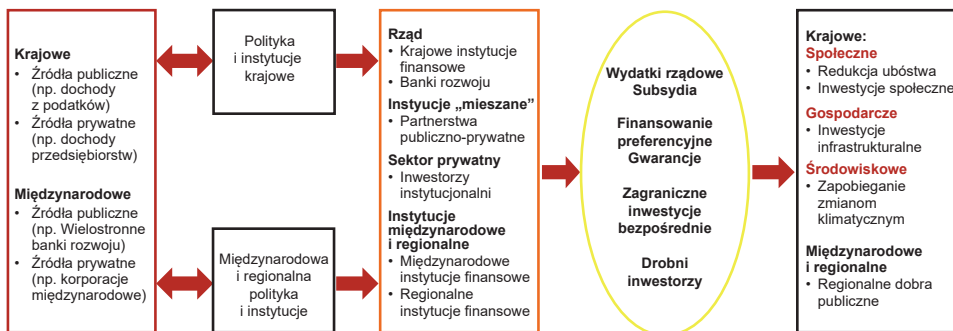 Krajowe
• Źródła publiczne
(np. dochody
z podatków)
• Źródła prywatne
(np. dochody
przedsiębiorstw)
Międzynarodowe
• Źródła publiczne
(np. Wielostronne
banki rozwoju)
• Źródła prywatne
(np. korporacje
międzynarodowe)
Polityka
i instytucje
krajowe
Międzynarodowa
i regionalna
polityka
i instytucje
Rząd
• Krajowe instytucje
finansowe
• Banki rozwoju
Instyucje „mieszane”
• Partnerstwa
publiczno-prywatne
Sektor prywatny
• Inwestorzy
instytucjonalni
Instytucje
międzynarodowe
i regionalne
• Międzynarodowe
instytucje finansowe
• Regionalne
instytucje finansowe
Wydatki rządowe
Subsydia
Finansowanie
preferencyjne
Gwarancje
Zagraniczne
inwestycje
bezpośrednie
Drobni
inwestorzy
Krajowe:
Społeczne
• Redukcja ubóstwa
• Inwestycje społeczne
Gospodarcze
• Inwestycje
infrastrukturalne
Środowiskowe
• Zapobieganie
zmianom
klimatycznym
Międzynarodowe
i regionalne
• Regionalne dobra
publiczne